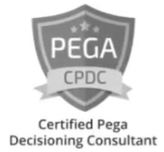 PEGA
CPDC
Certified Pega
Decisioning Consultant